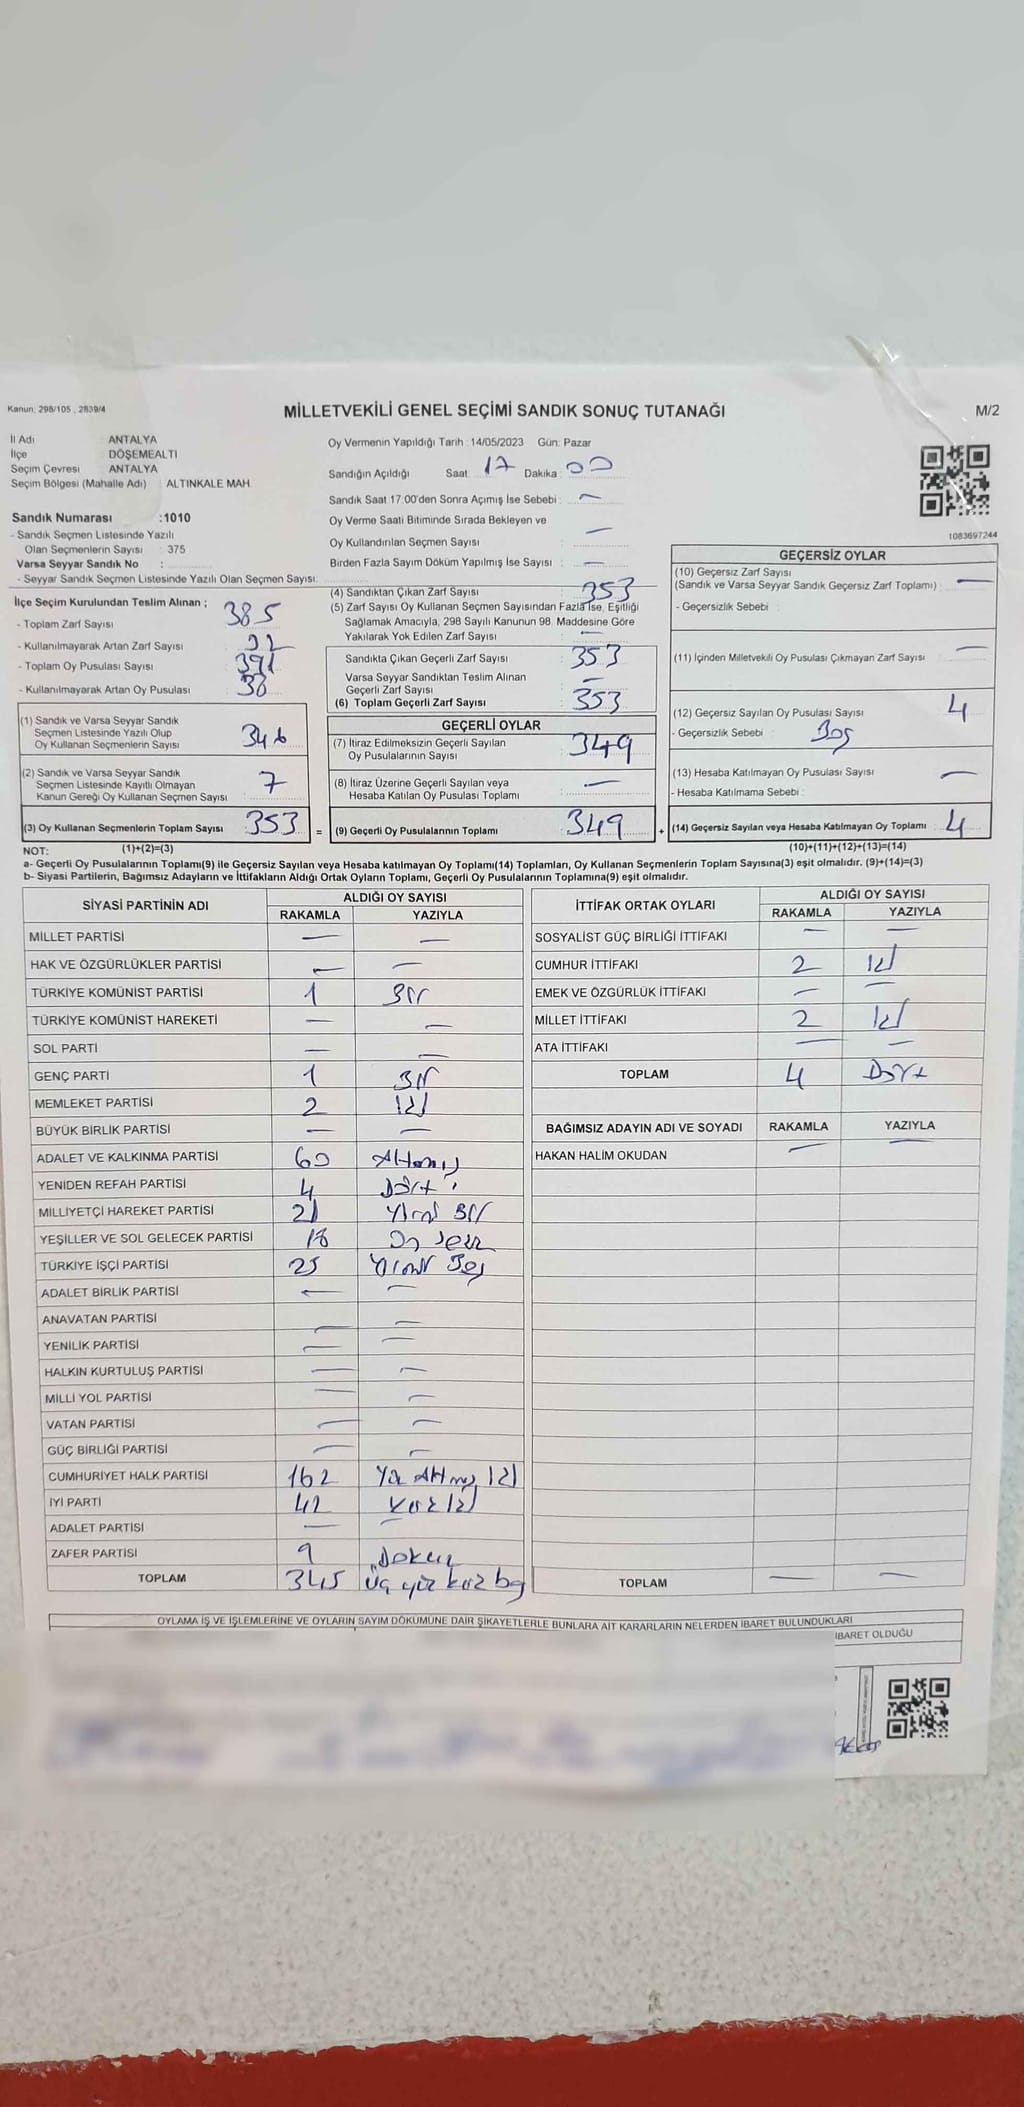 Kanun: 298/105 , 2839/4
MİLLETVEKİLİ GENEL SEÇİMİ SANDIK SONUÇ TUTANAĞI
M/2
İl Adı ANTALYA
İlçe DÖŞEMEALTI
Seçim Çevresi ANTALYA
Seçim Bölgesi (Mahalle Adı) : ALTINKALE MAH.
Sandık Numarası :1010
- Sandık Seçmen Listesinde Yazılı
Olan Seçmenlerin Sayısı : 375
Varsa Seyyar Sandık No :
- Seyyar Sandık Seçmen Listesinde Yazılı Olan Seçmen Sayısı:
Oy Vermenin Yapıldığı Tarih :14/05/2023 Gün: Pazar
Sandığın Açıldığı Saat : 17 Dakika : 00
Sandık Saat 17:00'den Sonra Açımış İse Sebebi : —
Oy Verme Saati Bitiminde Sırada Bekleyen ve
Oy Kullandırılan Seçmen Sayısı : —
Birden Fazla Sayım Döküm Yapılmış İse Sayısı : —
1083697244
İlçe Seçim Kurulundan Teslim Alınan ;
- Toplam Zarf Sayısı : 385
- Kullanılmayarak Artan Zarf Sayısı :
- Toplam Oy Pusulası Sayısı : 391
- Kullanılmayarak Artan Oy Pusulası : 38
(1) Sandık ve Varsa Seyyar Sandık
Seçmen Listesinde Yazılı Olup
Oy Kullanan Seçmenlerin Sayısı : 346
(2) Sandık ve Varsa Seyyar Sandık
Seçmen Listesinde Kayıtlı Olmayan
Kanun Gereği Oy Kullanan Seçmen Sayısı : 7
(3) Oy Kullanan Seçmenlerin Toplam Sayısı : 353
(4) Sandıktan Çıkan Zarf Sayısı : 353
(5) Zarf Sayısı Oy Kullanan Seçmen Sayısından Fazla İse, Eşitliği
Sağlamak Amacıyla, 298 Sayılı Kanunun 98. Maddesine Göre
Yakılarak Yok Edilen Zarf Sayısı : —
Sandıkta Çıkan Geçerli Zarf Sayısı : 353
Varsa Seyyar Sandıktan Teslim Alınan
Geçerli Zarf Sayısı : —
(6) Toplam Geçerli Zarf Sayısı : 353
GEÇERLİ OYLAR
(7) İtiraz Edilmeksizin Geçerli Sayılan
Oy Pusulalarının Sayısı : 349
(8) İtiraz Üzerine Geçerli Sayılan veya
Hesaba Katılan Oy Pusulası Toplamı : —
= (9) Geçerli Oy Pusulalarının Toplamı : 349
GEÇERSİZ OYLAR
(10) Geçersiz Zarf Sayısı
(Sandık ve Varsa Seyyar Sandık Geçersiz Zarf Toplamı) : —
- Geçersizlik Sebebi :
(11) İçinden Milletvekili Oy Pusulası Çıkmayan Zarf Sayısı : —
(12) Geçersiz Sayılan Oy Pusulası Sayısı : 4
- Geçersizlik Sebebi : Boş
(13) Hesaba Katılmayan Oy Pusulası Sayısı : —
- Hesaba Katılmama Sebebi :
+ (14) Geçersiz Sayılan veya Hesaba Katılmayan Oy Toplamı : 4
NOT: (1)+(2)=(3) (10)+(11)+(12)+(13)=(14)
a- Geçerli Oy Pusulalarının Toplamı(9) ile Geçersiz Sayılan veya Hesaba katılmayan Oy Toplamı(14) Toplamları, Oy Kullanan Seçmenlerin Toplam Sayısına(3) eşit olmalıdır. (9)+(14)=(3)
b- Siyasi Partilerin, Bağımsız Adayların ve İttifakların Aldığı Ortak Oyların Toplamı, Geçerli Oy Pusulalarının Toplamına(9) eşit olmalıdır.
SİYASİ PARTİNİN ADI ALDIĞI OY SAYISI
RAKAMLA YAZIYLA
MİLLET PARTİSİ — —
HAK VE ÖZGÜRLÜKLER PARTİSİ — —
TÜRKİYE KOMÜNİST PARTİSİ 1 Bir
TÜRKİYE KOMÜNİST HAREKETİ — —
SOL PARTİ — —
GENÇ PARTİ 1 Bir
MEMLEKET PARTİSİ 2 İki
BÜYÜK BİRLİK PARTİSİ — —
ADALET VE KALKINMA PARTİSİ 60 Altmış
YENİDEN REFAH PARTİSİ 4 Dört
MİLLİYETÇİ HAREKET PARTİSİ 21 Yirmi Bir
YEŞİLLER VE SOL GELECEK PARTİSİ 18 On sekiz
TÜRKİYE İŞÇİ PARTİSİ 25 Yirmi Beş
ADALET BİRLİK PARTİSİ — —
ANAVATAN PARTİSİ — —
YENİLİK PARTİSİ — —
HALKIN KURTULUŞ PARTİSİ — —
MİLLİ YOL PARTİSİ — —
VATAN PARTİSİ — —
GÜÇ BİRLİĞİ PARTİSİ — —
CUMHURİYET HALK PARTİSİ 162 Yüz Altmış İki
İYİ PARTİ 42 Kırk İki
ADALET PARTİSİ — —
ZAFER PARTİSİ 9 Dokuz
TOPLAM 345 Üç yüz kırk beş
İTTİFAK ORTAK OYLARI ALDIĞI OY SAYISI
RAKAMLA YAZIYLA
SOSYALİST GÜÇ BİRLİĞİ İTTİFAKI — —
CUMHUR İTTİFAKI 2 İki
EMEK VE ÖZGÜRLÜK İTTİFAKI — —
MİLLET İTTİFAKI 2 İki
ATA İTTİFAKI — —
TOPLAM 4 Dört
BAĞIMSIZ ADAYIN ADI VE SOYADI RAKAMLA YAZIYLA
HAKAN HALİM OKUDAN — —
TOPLAM — —
OYLAMA İŞ VE İŞLEMLERİNE VE OYLARIN SAYIM DÖKÜMÜNE DAİR ŞİKAYETLERLE BUNLARA AİT KARARLARIN NELERDEN İBARET BULUNDUKLARI
İBARET OLDUĞU